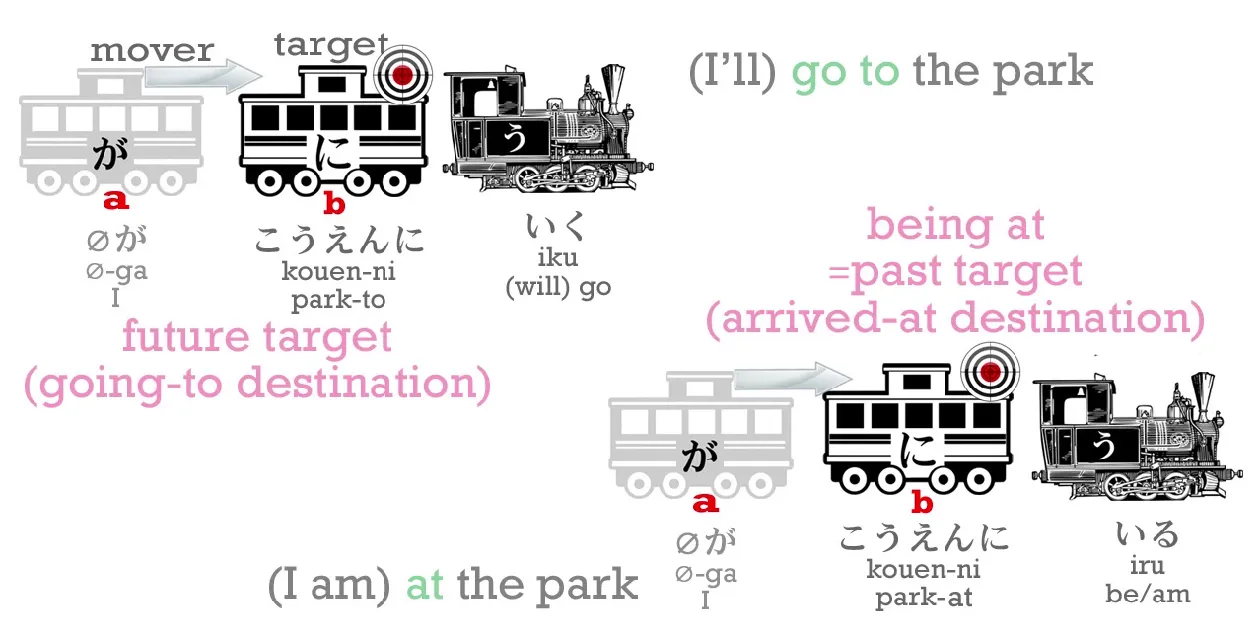 mover
target
が
に
う
a
b
∅が
∅-ga
I
こうえんに
kouen-ni
park-to
いく
iku
(will) go
(I'll) go to the park
future target
(going-to destination)
being at
=past target
(arrived-at destination)
が
に
う
a
b
∅が
∅-ga
I
こうえんに
kouen-ni
park-at
いる
iru
be/am
(I am) at the park